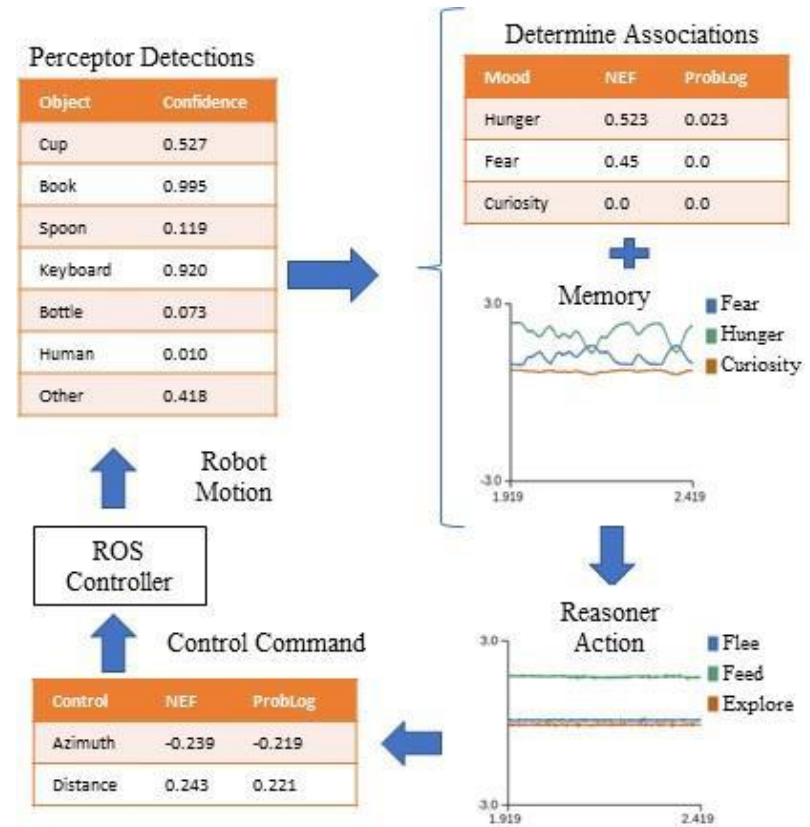 Perceptor Detections
Object Confidence
Cup 0.527
Book 0.995
Spoon 0.119
Keyboard 0.920
Bottle 0.073
Human 0.010
Other 0.418
Determine Associations
Mood NEF ProbLog
Hunger 0.523 0.023
Fear 0.45 0.0
Curiosity 0.0 0.0
Memory
3.0
Fear
Hunger
Curiosity
-3.0
1.919 2.419
Reasoner
Action
3.0
Flee
Feed
Explore
-3.0
1.919 2.419
Control Command
Control NEF ProbLog
Azimuth -0.239 -0.219
Distance 0.243 0.221
ROS
Controller
Robot
Motion